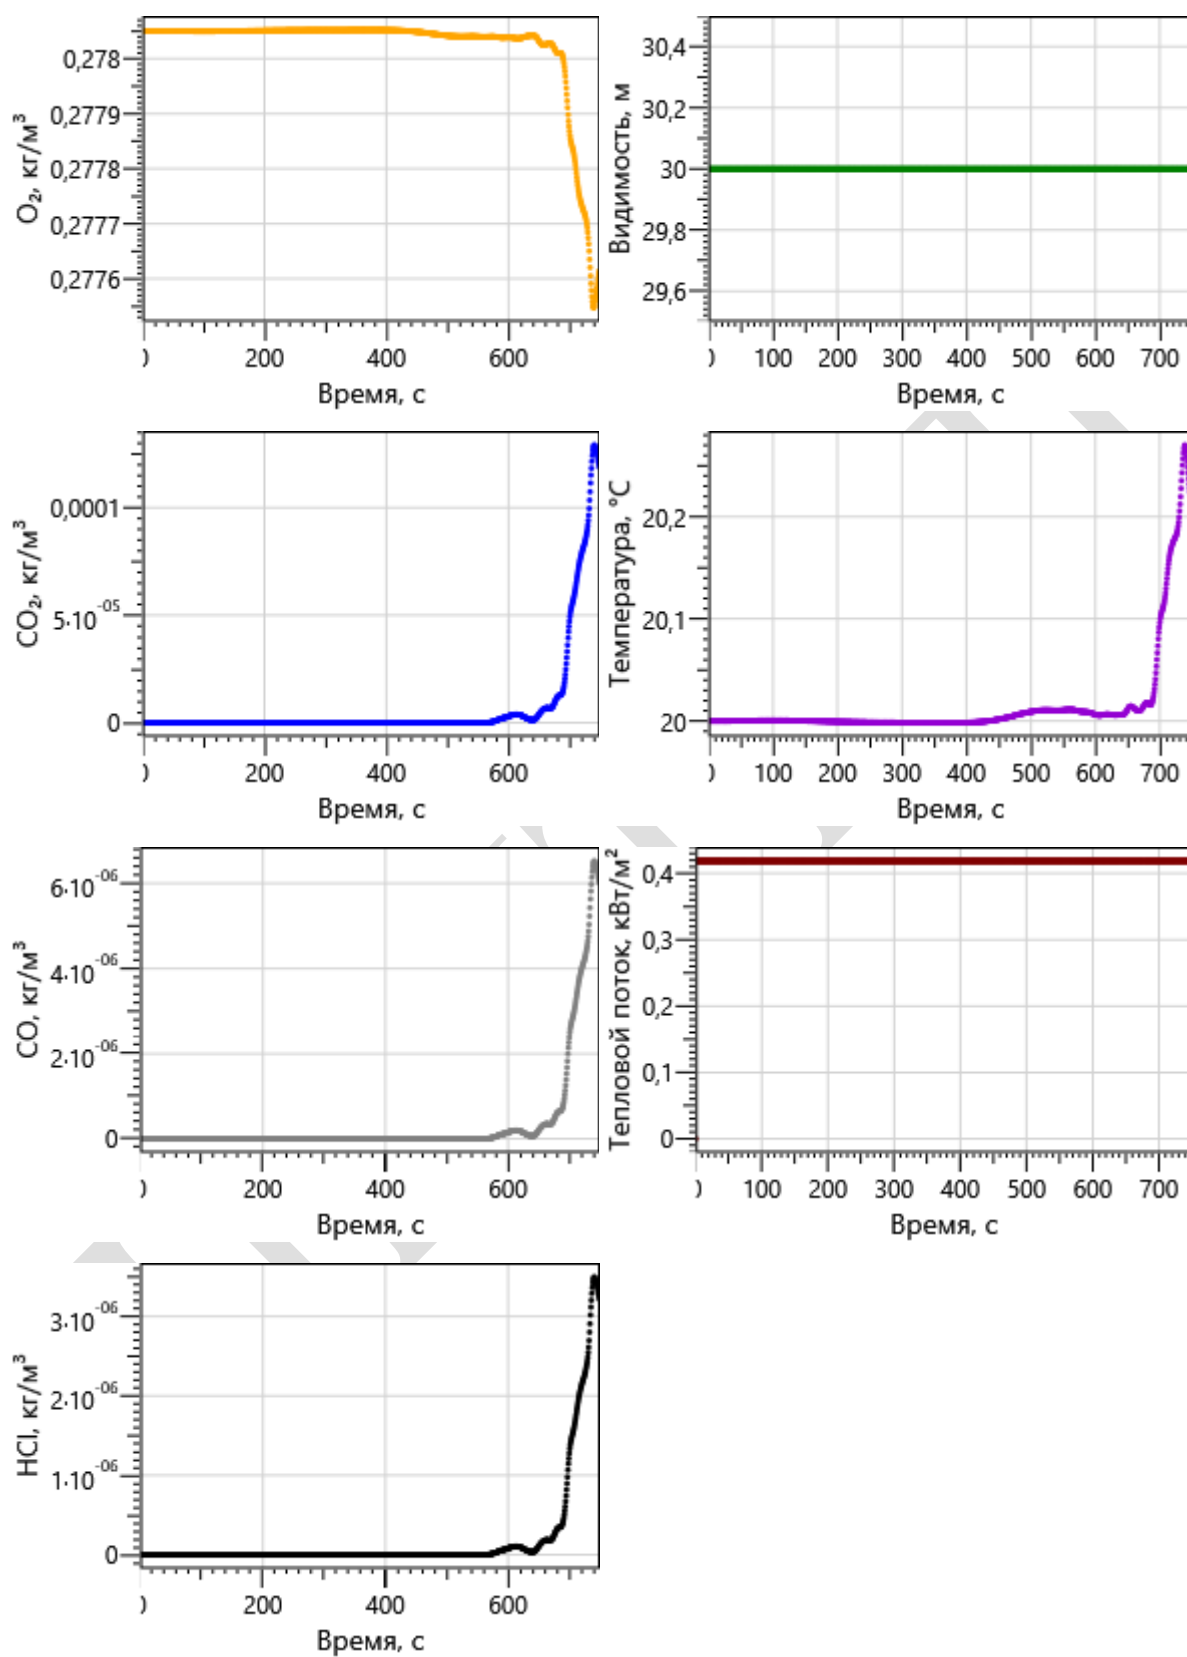 O₂, кг/м³
0,278
0,2779
0,2778
0,2777
0,2776
200 400 600
Время, с
Видимость, м
30,4
30,2
30
29,8
29,6
100 200 300 400 500 600 700
Время, с
CO₂, кг/м³
0,0001
5·10⁻⁰⁵
0
200 400 600
Время, с
Температура, °C
20,2
20,1
20
100 200 300 400 500 600 700
Время, с
CO, кг/м³
6·10⁻⁰⁶
4·10⁻⁰⁶
2·10⁻⁰⁶
0
200 400 600
Время, с
Тепловой поток, кВт/м²
0,4
0,3
0,2
0,1
0
100 200 300 400 500 600 700
Время, с
HCl, кг/м³
3·10⁻⁰⁶
2·10⁻⁰⁶
1·10⁻⁰⁶
0
200 400 600
Время, с